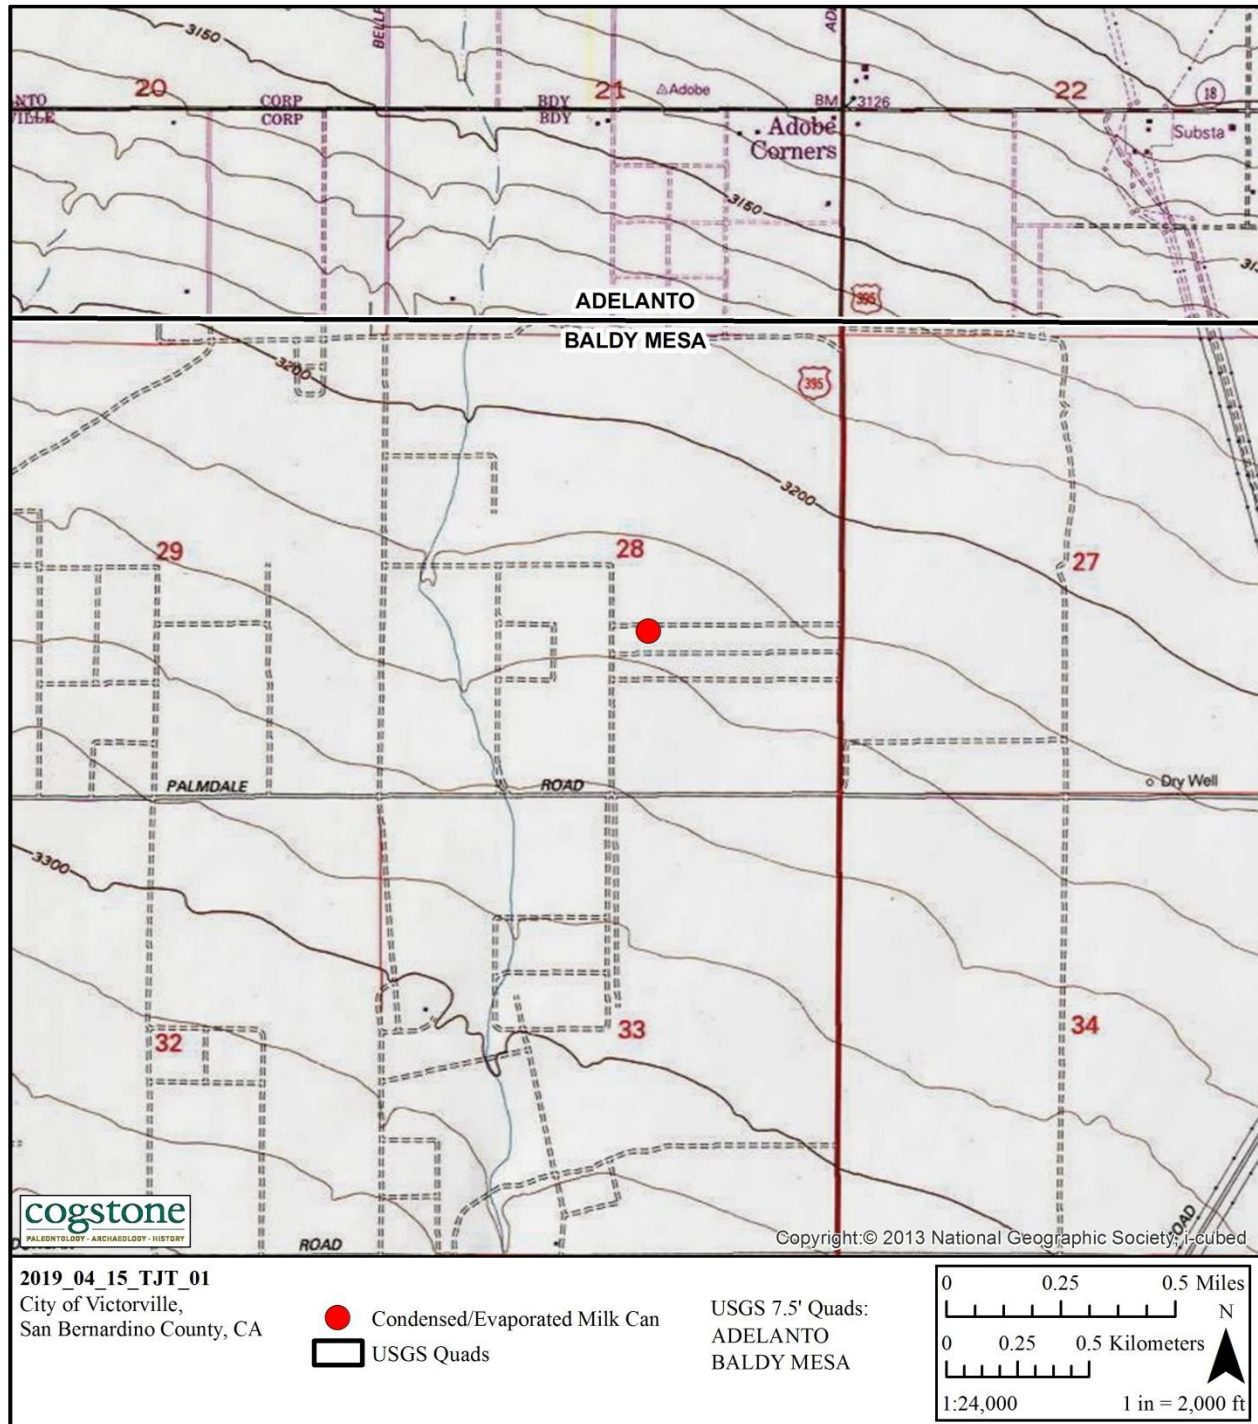 3150
BELLF
ADE
20
21
Adobe
22
NTO
CORP
BDY
BM
3126
18
VILLE
CORP
BDY
Adobe
Corners
Substa
3150
ADELANTO
395
BALDY MESA
3200
395
3200
29
28
27
PALMDALE
ROAD
Dry Well
3300
32
33
34
cogstone
PALEONTOLOGY - ARCHAEOLOGY - HISTORY
ROAD
ROAD
Copyright:© 2013 National Geographic Society, i-cubed
2019_04_15_TJT_01
City of Victorville,
San Bernardino County, CA
Condensed/Evaporated Milk Can
USGS Quads
USGS 7.5' Quads:
ADELANTO
BALDY MESA
0 0.25 0.5 Miles
N
0 0.25 0.5 Kilometers
1:24,000 1 in = 2,000 ft